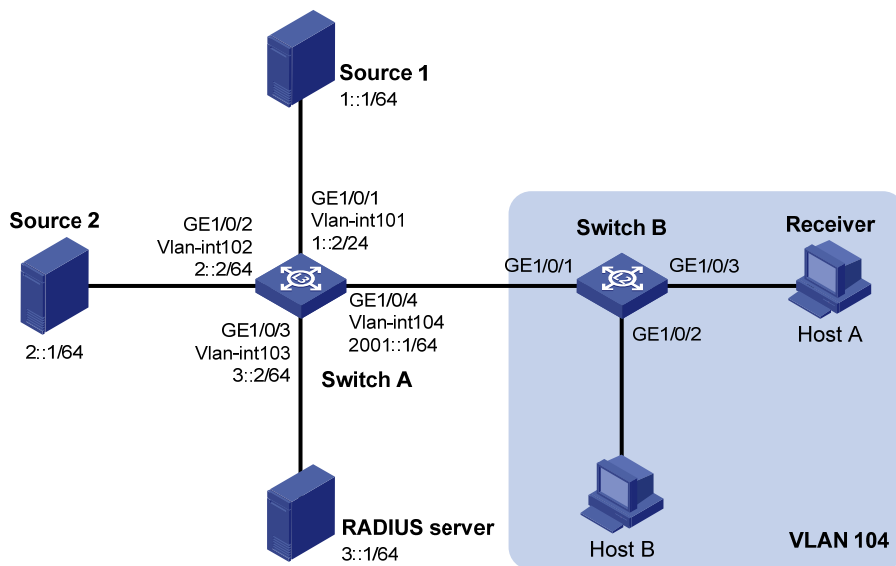 Source 1
1::1/64
GE1/0/1
Vlan-int101
1::2/24
Source 2
GE1/0/2
Vlan-int102
2::2/64
2::1/64
GE1/0/3
Vlan-int103
3::2/64
GE1/0/4
Vlan-int104
2001::1/64
Switch A
RADIUS server
3::1/64
Switch B
GE1/0/1
GE1/0/3
GE1/0/2
Receiver
Host A
Host B
VLAN 104